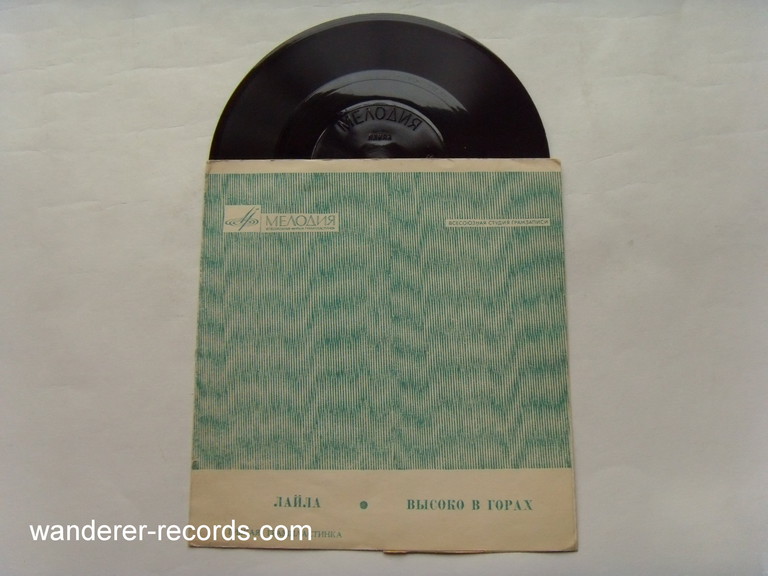 МЕЛОДИЯ
МЕЛОДИЯ
ВСЕСОЮЗНАЯ СТУДИЯ ГРАМЗАПИСИ
ЛАЙЛА • ВЫСОКО В ГОРАХ
wanderer-records.com